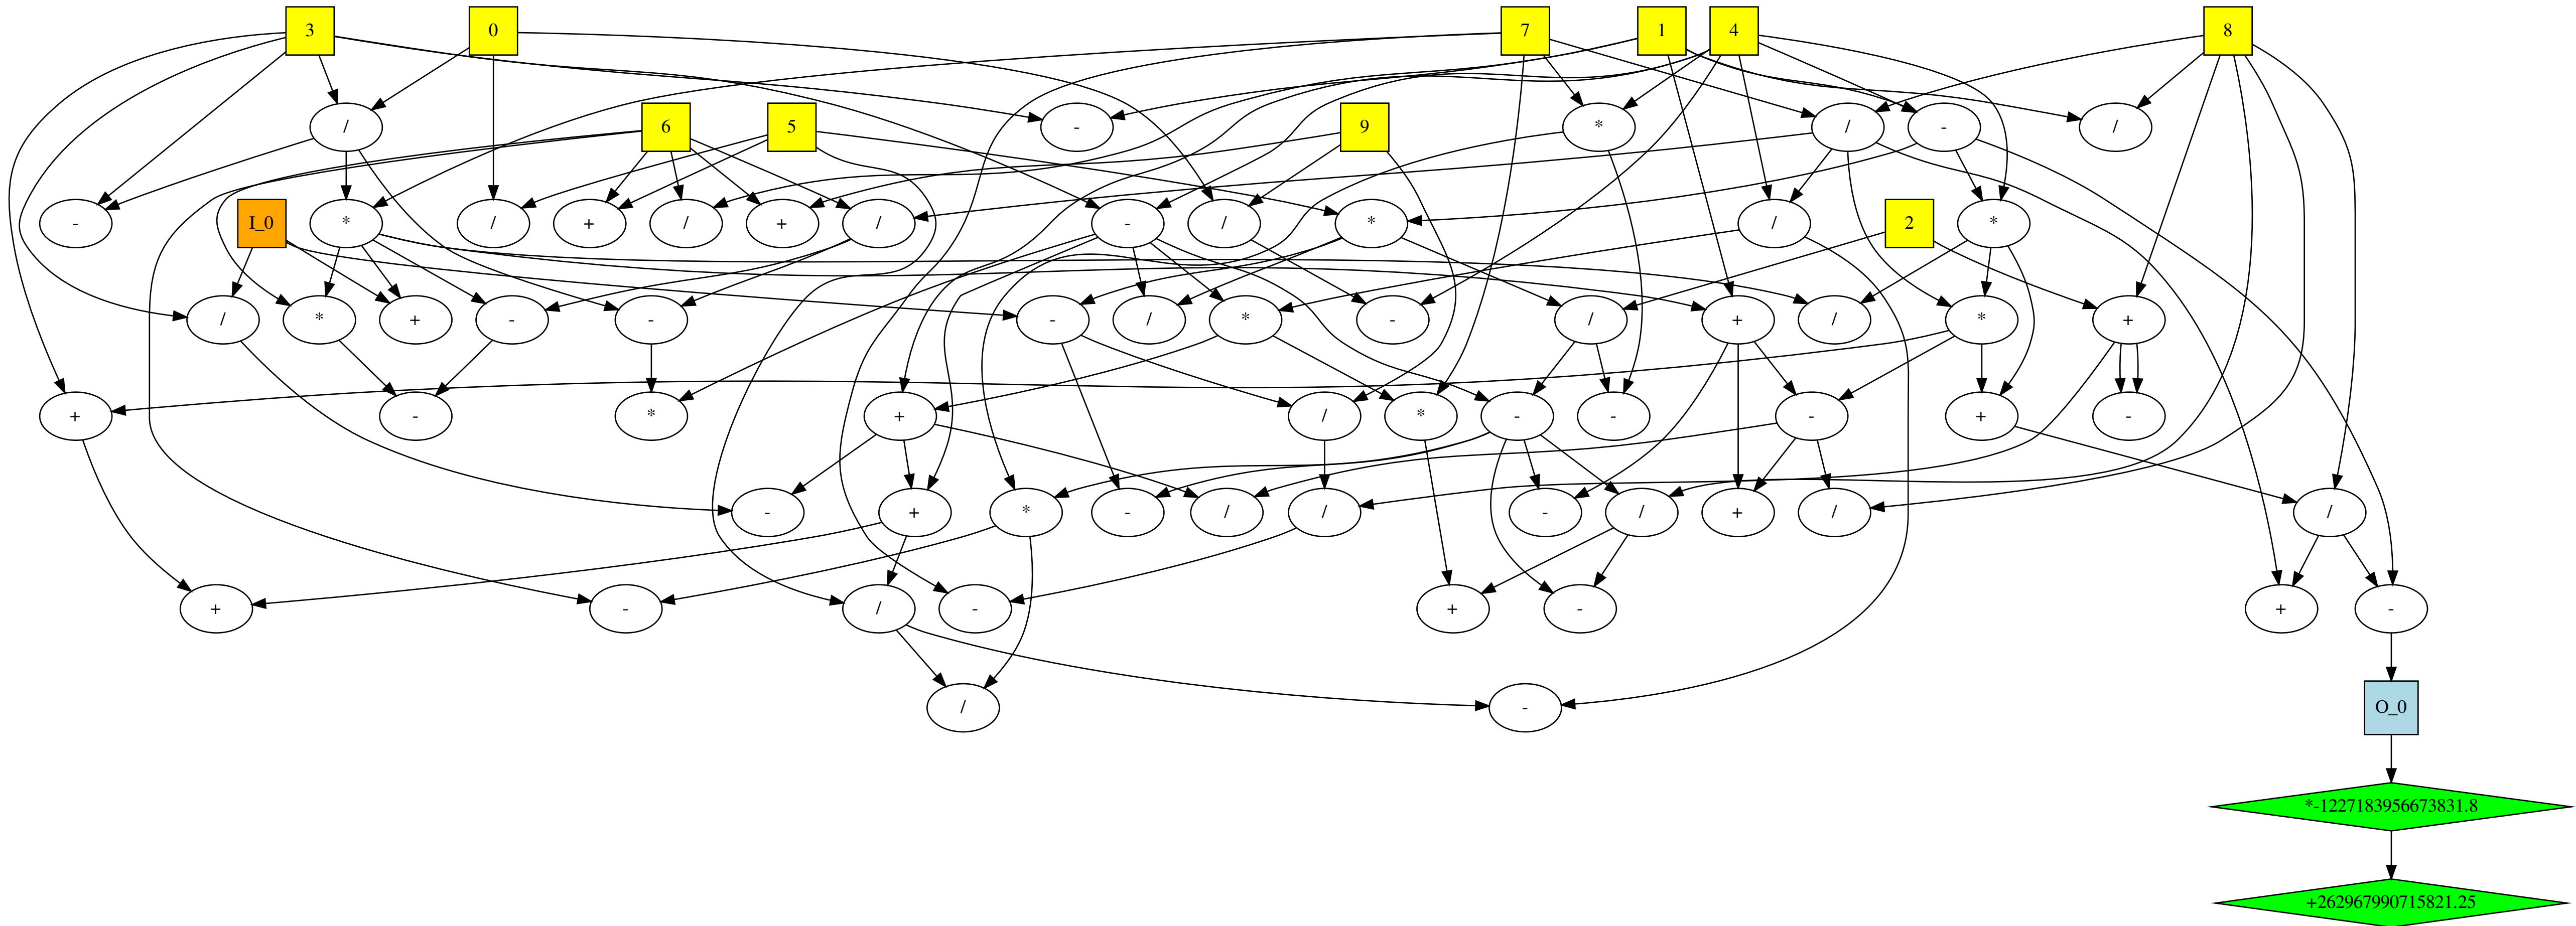 3 0 7 1 4 8
/ 6 5 - 9 * / - /
- I_0 * / + / + / - / * / 2 *
/ * + - - - / * - / + / * +
+ - * + / * - - - + -
- + * - / / - / + / /
+ - / - + - + -
/ - O_0
*-1227183956673831.8
+262967990715821.25